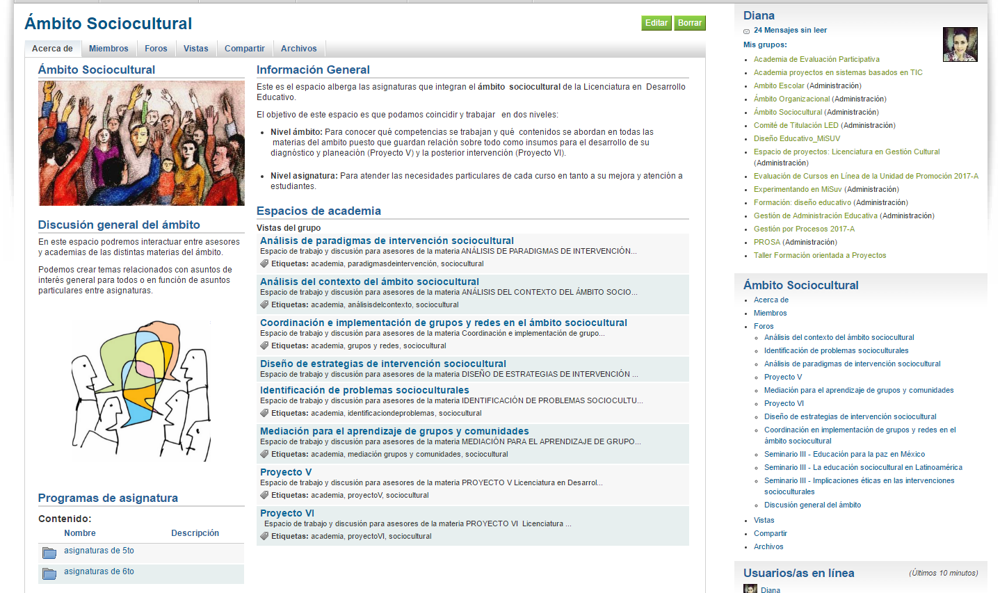 Ámbito Sociocultural
Editar
Borrar
Acerca de
Miembros
Foros
Vistas
Compartir
Archivos
Ámbito Sociocultural
Discusión general del ámbito
En este espacio podremos interactuar entre asesores
y academias de las distintas materias del ámbito.
Podemos crear temas relacionados con asuntos de
interés general para todos o en función de asuntos
particulares entre asignaturas.
Programas de asignatura
Contenido:
Nombre Descripción
asignaturas de 5to
asignaturas de 6to
Información General
Este es el espacio alberga las asignaturas que integran el ámbito sociocultural de la Licenciatura en Desarrollo
Educativo.
El objetivo de este espacio es que podamos coincidir y trabajar en dos niveles:
• Nivel ámbito: Para conocer qué competencias se trabajan y qué contenidos se abordan en todas las
materias del ambito puesto que guardan relación sobre todo como insumos para el desarrollo de su
diagnóstico y planeación (Proyecto V) y la posterior intervención (Proyecto VI).
• Nivel asignatura: Para atender las necesidades particulares de cada curso en tanto a su mejora y atención a
estudiantes.
Espacios de academia
Vistas del grupo
Análisis de paradigmas de intervención sociocultural
Espacio de trabajo y discusión para asesores de la materia ANÁLISIS DE PARADIGMAS DE INTERVENCIÓN...
Etiquetas: academia, paradigmasdeintervención, sociocultural
Análisis del contexto del ámbito sociocultural
Espacio de trabajo y discusión para asesores de la materia ANÁLISIS DEL CONTEXTO DEL ÁMBITO SOCIO...
Etiquetas: academia, análisisdelcontexto, sociocultural
Coordinación e implementación de grupos y redes en el ámbito sociocultural
Espacio de trabajo y discusión para asesores de la materia Coordinación e implementación de grupo...
Etiquetas: academia, grupos y redes, sociocultural
Diseño de estrategias de intervención sociocultural
Espacio de trabajo y discusión para asesores de la materia DISEÑO DE ESTRATEGIAS DE INTERVENCIÓN ...
Identificación de problemas socioculturales
Espacio de trabajo y discusión para asesores de la materia IDENTIFICACIÓN DE PROBLEMAS SOCIOCULTU...
Etiquetas: academia, identificaciondeproblemas, sociocultural
Mediación para el aprendizaje de grupos y comunidades
Espacio de trabajo y discusión para asesores de la materia MEDIACIÓN PARA EL APRENDIZAJE DE GRUPO...
Etiquetas: academia, mediación grupos y comunidades, sociocultural
Proyecto V
Espacio de trabajo y discusión para asesores de la materia PROYECTO V Licenciatura en Desarrol...
Etiquetas: academia, proyectoV, sociocultural
Proyecto VI
Espacio de trabajo y discusión para asesores de la materia PROYECTO VI Licenciatura ...
Etiquetas: academia, proyectoVI, sociocultural
Diana
24 Mensajes sin leer
Mis grupos:
• Academia de Evaluación Participativa
• Academia proyectos en sistemas basados en TIC
• Ambito Escolar (Administración)
• Ámbito Organizacional (Administración)
• Ámbito Sociocultural (Administración)
• Comité de Titulación LED (Administración)
• Diseño Educativo_MiSUV
• Espacio de proyectos: Licenciatura en Gestión Cultural
(Administración)
• Evaluación de Cursos en Línea de la Unidad de Promoción 2017-A
• Experimentando en MiSuv (Administración)
• Formación: diseño educativo (Administración)
• Gestión de Administración Educativa (Administración)
• Gestión por Procesos 2017-A
• PROSA (Administración)
• Taller Formación orientada a Proyectos
Ámbito Sociocultural
• Acerca de
• Miembros
• Foros
◦ Análisis del contexto del ámbito sociocultural
◦ Identificación de problemas socioculturales
◦ Análisis de paradigmas de intervención sociocultural
◦ Proyecto V
◦ Mediación para el aprendizaje de grupos y comunidades
◦ Proyecto VI
◦ Diseño de estrategias de intervención sociocultural
◦ Coordinación en implementación de grupos y redes en el
ámbito sociocultural
◦ Seminario III - Educación para la paz en México
◦ Seminario III - La educación sociocultural en Latinoamérica
◦ Seminario III - Implicaciones éticas en las intervenciones
socioculturales
◦ Discusión general del ámbito
• Vistas
• Compartir
• Archivos
Usuarios/as en línea (Últimos 10 minutos)
Diana